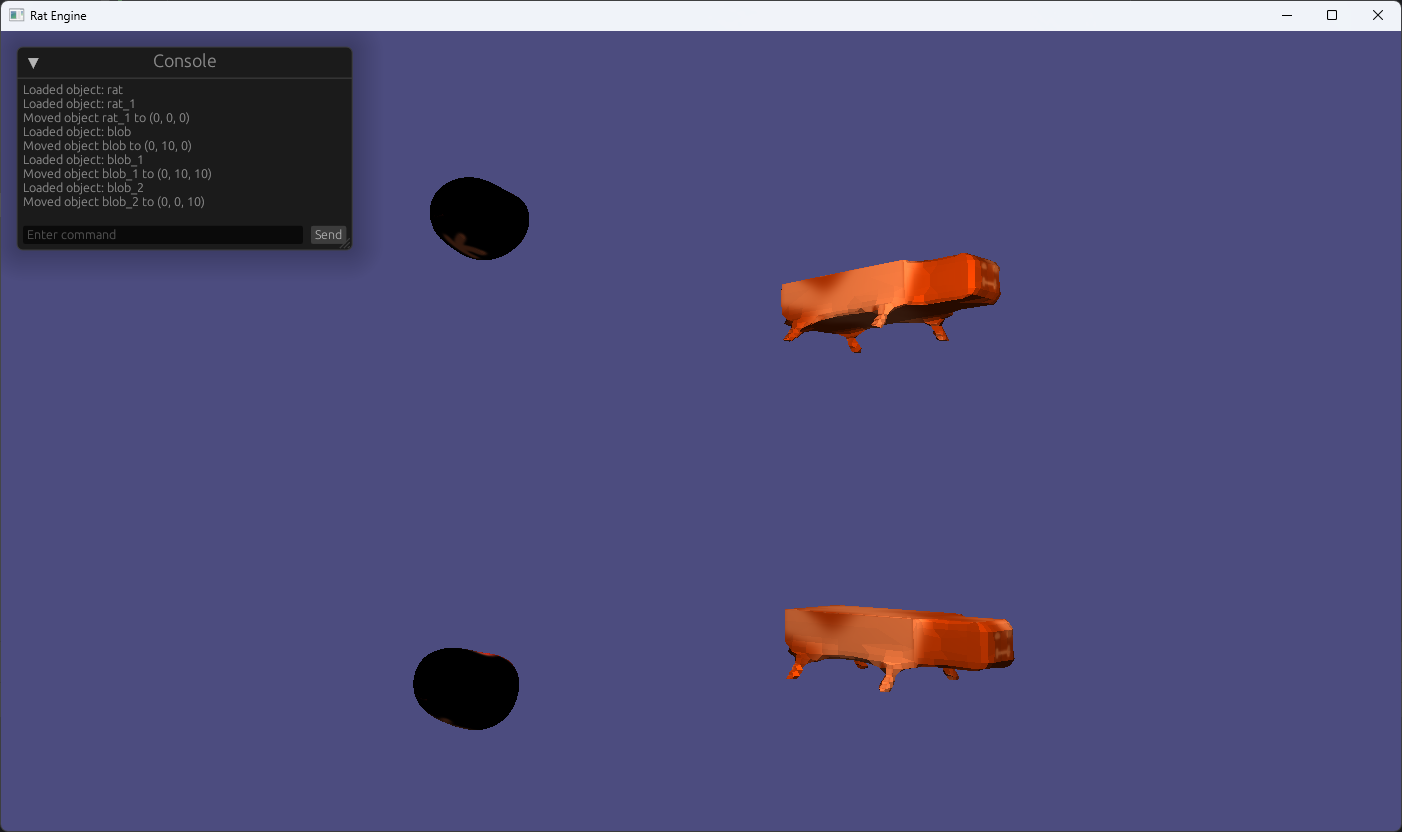 Rat Engine
Console
Loaded object: rat
Loaded object: rat_1
Moved object rat_1 to (0, 0, 0)
Loaded object: blob
Moved object blob to (0, 10, 0)
Loaded object: blob_1
Moved object blob_1 to (0, 10, 10)
Loaded object: blob_2
Moved object blob_2 to (0, 0, 10)
Enter command
Send